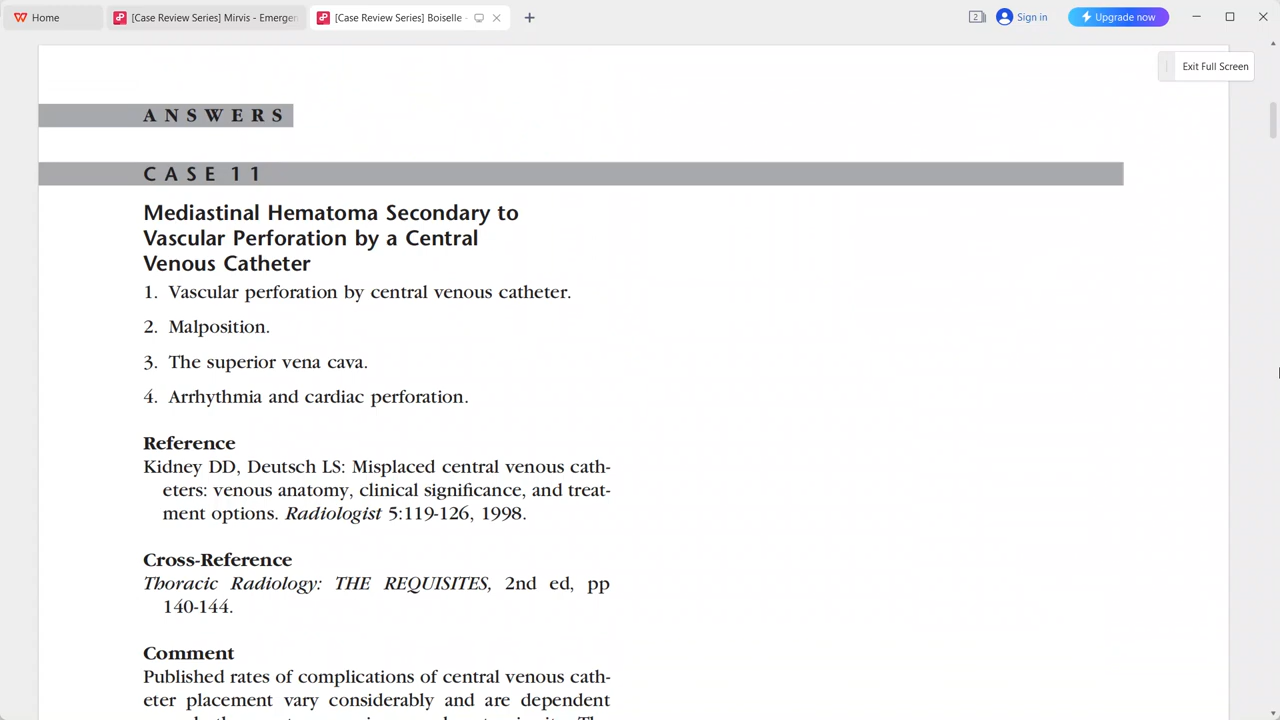 Home
[Case Review Series] Mirvis - Emergen
[Case Review Series] Boiselle -
2
Sign in
Upgrade now
Exit Full Screen
ANSWERS
CASE 11
Mediastinal Hematoma Secondary to
Vascular Perforation by a Central
Venous Catheter
1. Vascular perforation by central venous catheter.
2. Malposition.
3. The superior vena cava.
4. Arrhythmia and cardiac perforation.
Reference
Kidney DD, Deutsch LS: Misplaced central venous cath-
eters: venous anatomy, clinical significance, and treat-
ment options. Radiologist 5:119-126, 1998.
Cross-Reference
Thoracic Radiology: THE REQUISITES, 2nd ed, pp
140-144.
Comment
Published rates of complications of central venous cath-
eter placement vary considerably and are dependent